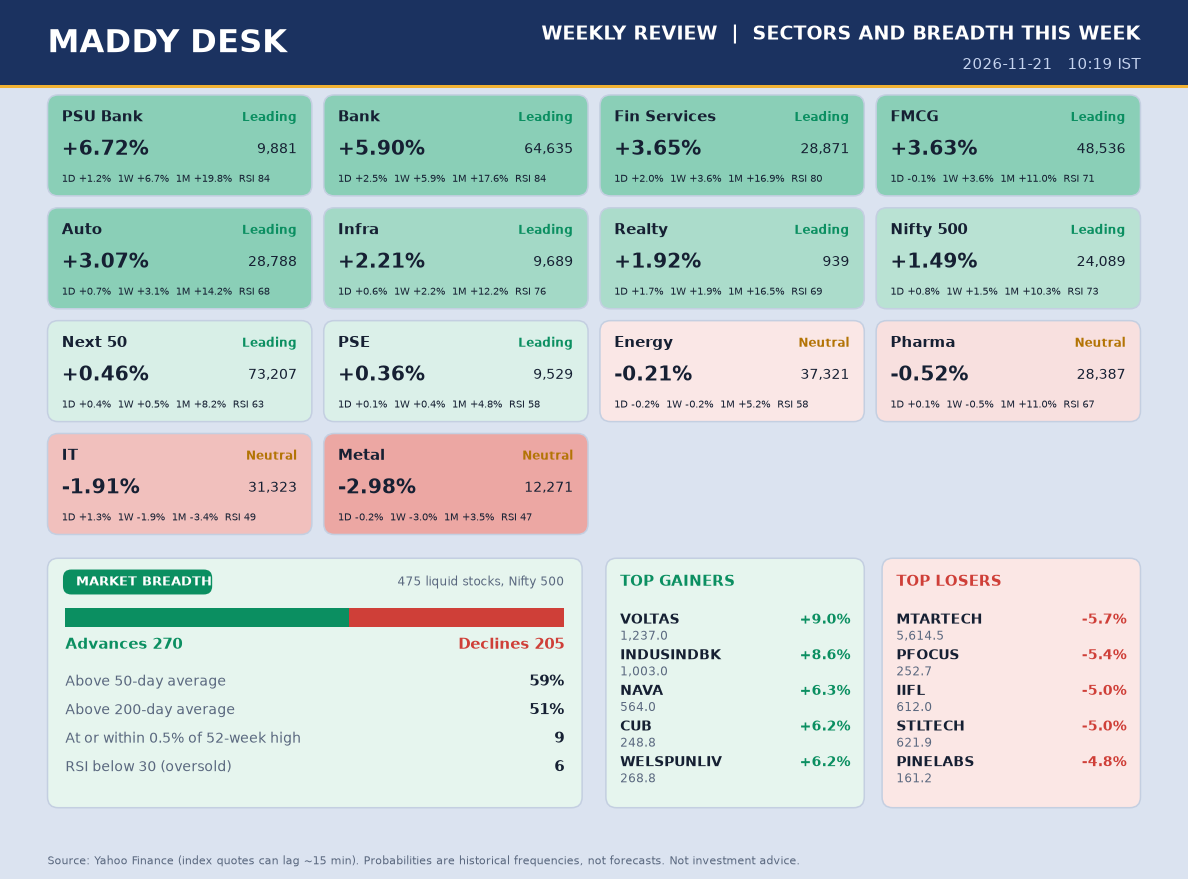 MADDY DESK
WEEKLY REVIEW | SECTORS AND BREADTH THIS WEEK
2026-11-21 10:19 IST
PSU Bank Leading
+6.72% 9,881
1D +1.2% 1W +6.7% 1M +19.8% RSI 84
Bank Leading
+5.90% 64,635
1D +2.5% 1W +5.9% 1M +17.6% RSI 84
Fin Services Leading
+3.65% 28,871
1D +2.0% 1W +3.6% 1M +16.9% RSI 80
FMCG Leading
+3.63% 48,536
1D -0.1% 1W +3.6% 1M +11.0% RSI 71
Auto Leading
+3.07% 28,788
1D +0.7% 1W +3.1% 1M +14.2% RSI 68
Infra Leading
+2.21% 9,689
1D +0.6% 1W +2.2% 1M +12.2% RSI 76
Realty Leading
+1.92% 939
1D +1.7% 1W +1.9% 1M +16.5% RSI 69
Nifty 500 Leading
+1.49% 24,089
1D +0.8% 1W +1.5% 1M +10.3% RSI 73
Next 50 Leading
+0.46% 73,207
1D +0.4% 1W +0.5% 1M +8.2% RSI 63
PSE Leading
+0.36% 9,529
1D +0.1% 1W +0.4% 1M +4.8% RSI 58
Energy Neutral
-0.21% 37,321
1D -0.2% 1W -0.2% 1M +5.2% RSI 58
Pharma Neutral
-0.52% 28,387
1D +0.1% 1W -0.5% 1M +11.0% RSI 67
IT Neutral
-1.91% 31,323
1D +1.3% 1W -1.9% 1M -3.4% RSI 49
Metal Neutral
-2.98% 12,271
1D -0.2% 1W -3.0% 1M +3.5% RSI 47
MARKET BREADTH 475 liquid stocks, Nifty 500
Advances 270 Declines 205
Above 50-day average 59%
Above 200-day average 51%
At or within 0.5% of 52-week high 9
RSI below 30 (oversold) 6
TOP GAINERS
VOLTAS +9.0%
1,237.0
INDUSINDBK +8.6%
1,003.0
NAVA +6.3%
564.0
CUB +6.2%
248.8
WELSPUNLIV +6.2%
268.8
TOP LOSERS
MTARTECH -5.7%
5,614.5
PFOCUS -5.4%
252.7
IIFL -5.0%
612.0
STLTECH -5.0%
621.9
PINELABS -4.8%
161.2
Source: Yahoo Finance (index quotes can lag ~15 min). Probabilities are historical frequencies, not forecasts. Not investment advice.